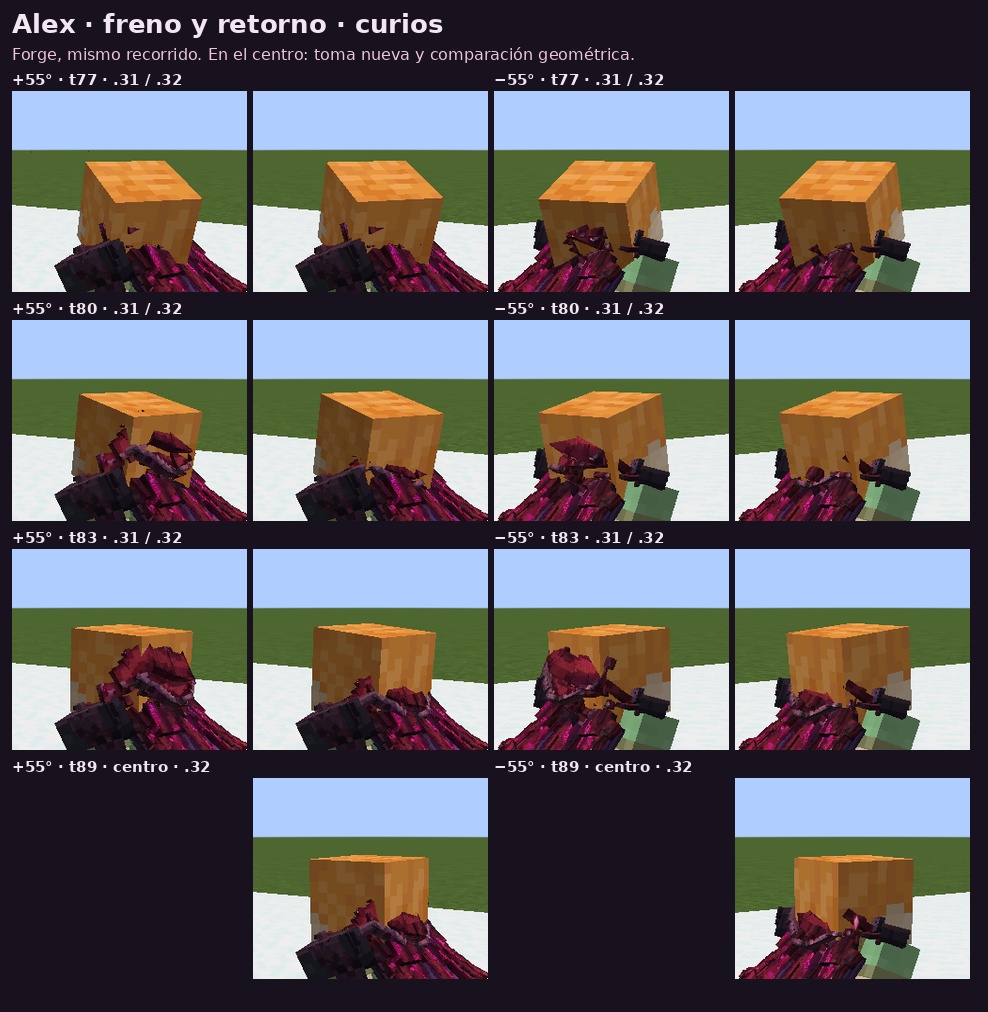 Alex · freno y retorno · curios
Forge, mismo recorrido. En el centro: toma nueva y comparación geométrica.
+55° · t77 · .31 / .32
−55° · t77 · .31 / .32
+55° · t80 · .31 / .32
−55° · t80 · .31 / .32
+55° · t83 · .31 / .32
−55° · t83 · .31 / .32
+55° · t89 · centro · .32
−55° · t89 · centro · .32